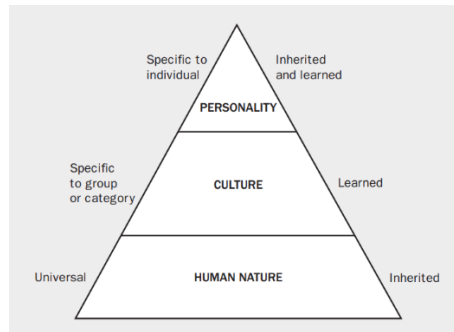 Specific to
individual
Inherited
and learned
PERSONALITY
Specific
to group
or category
CULTURE
Learned
Universal
HUMAN NATURE
Inherited